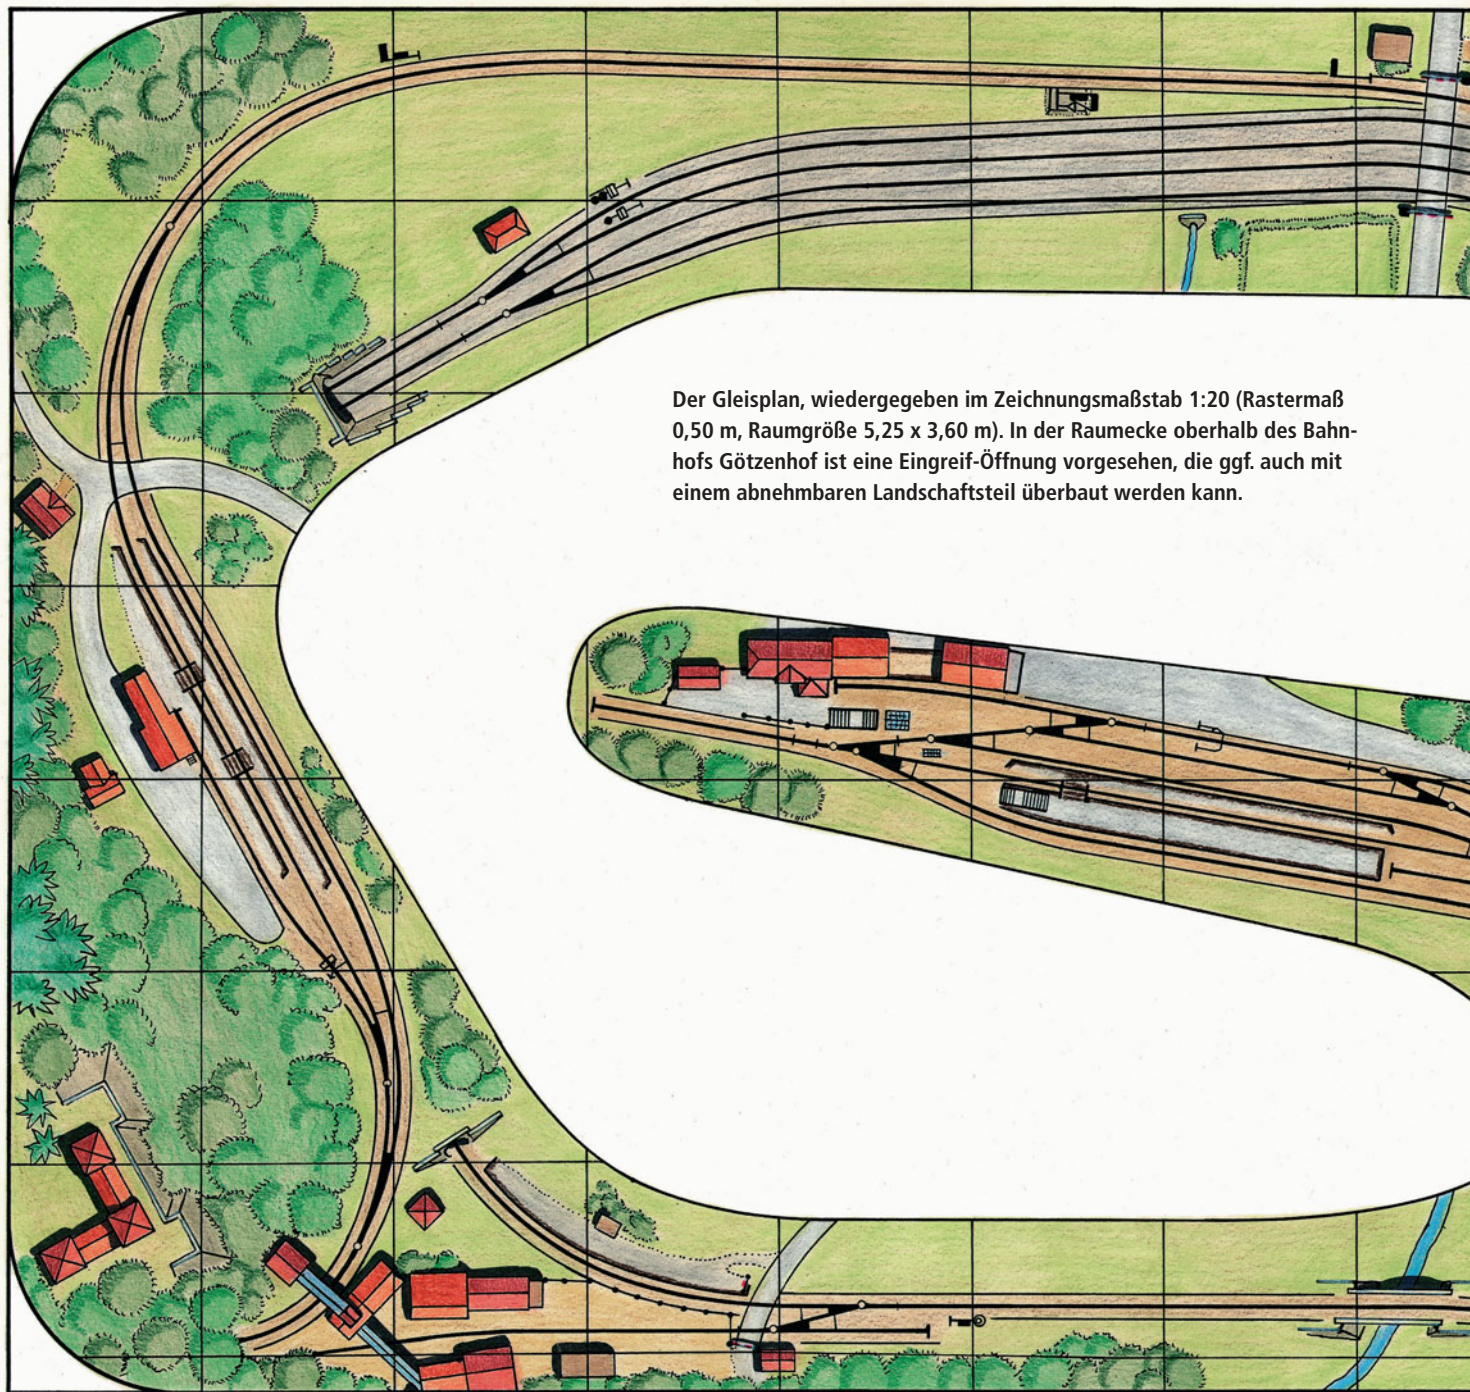 Der Gleisplan, wiedergegeben im Zeichnungsmaßstab 1:20 (Rastermaß
0,50 m, Raumgröße 5,25 x 3,60 m). In der Raumecke oberhalb des Bahn-
hofs Götzenhof ist eine Eingreif-Öffnung vorgesehen, die ggf. auch mit
einem abnehmbaren Landschaftsteil überbaut werden kann.